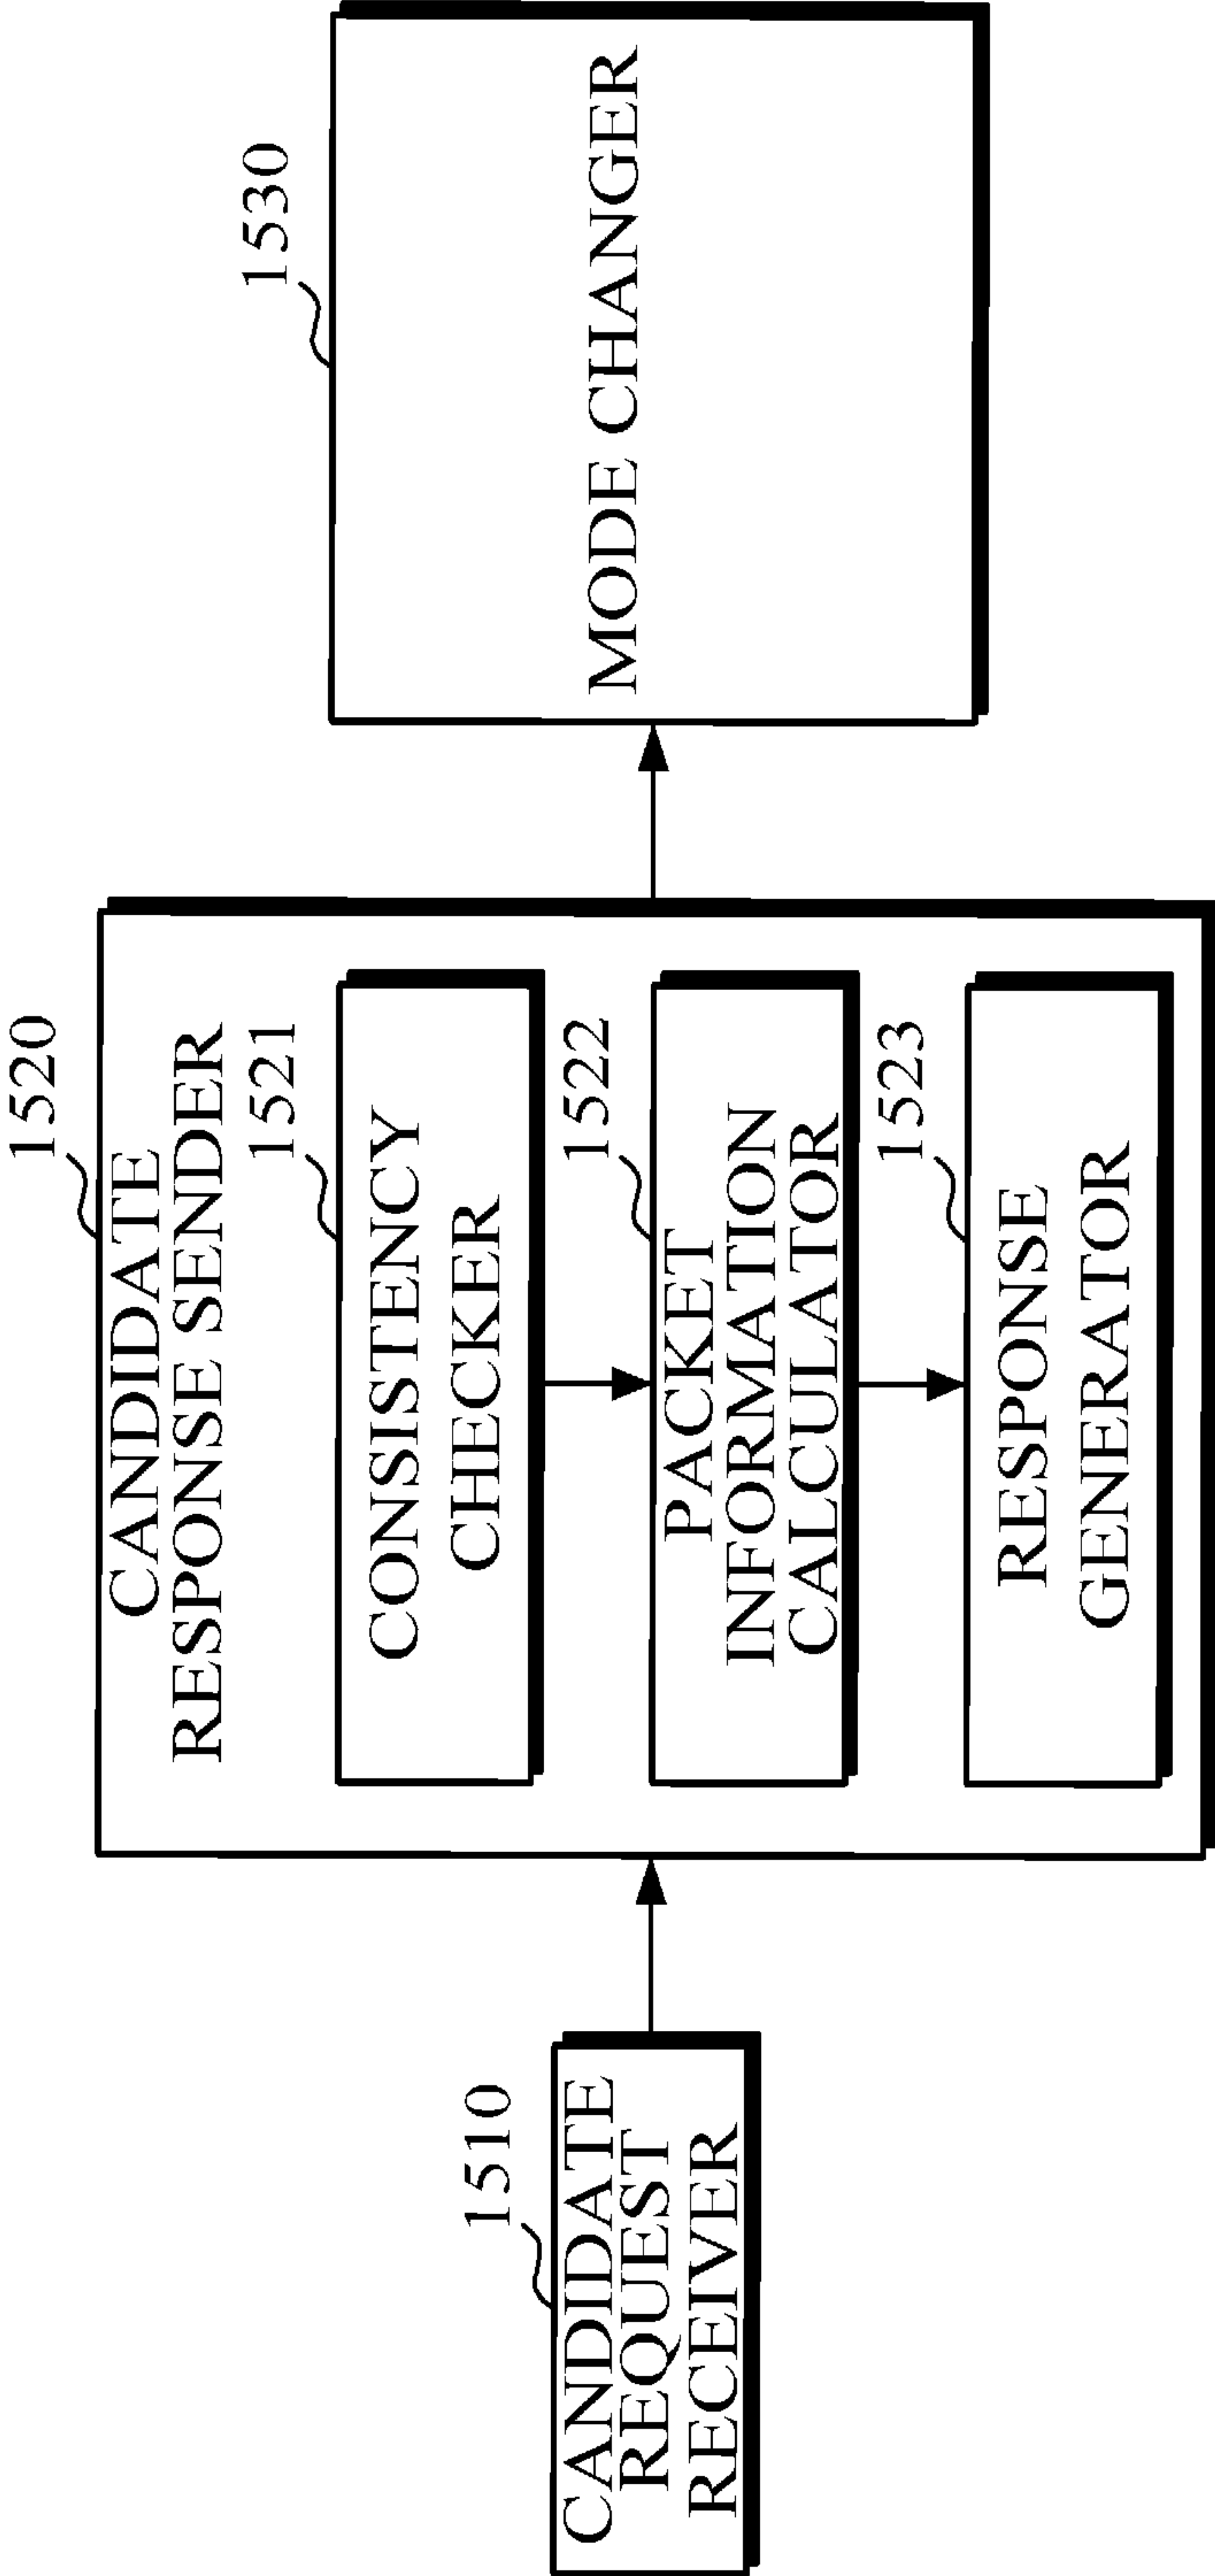 1510
CANDIDATE
REQUEST
RECEIVER
1520
CANDIDATE
RESPONSE SENDER
1521
CONSISTENCY
CHECKER
1522
PACKET
INFORMATION
CALCULATOR
1523
RESPONSE
GENERATOR
1530
MODE CHANGER